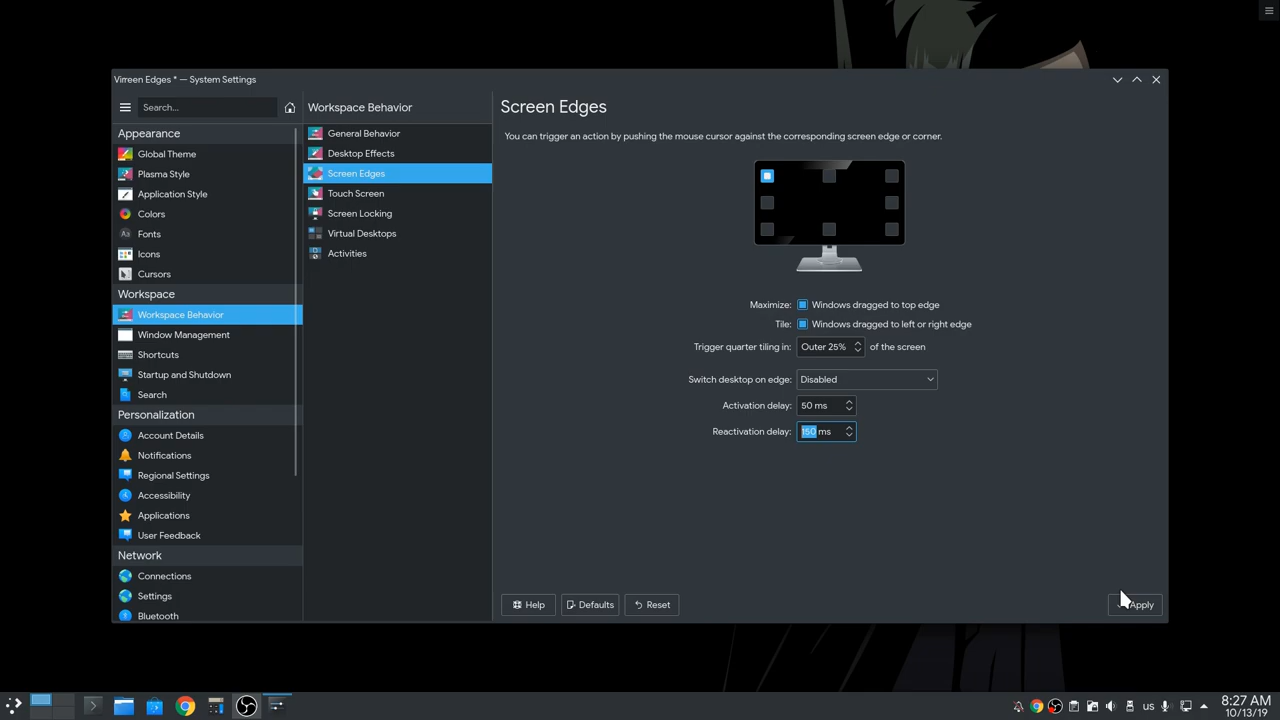 Virreen Edges * — System Settings
Search...
Workspace Behavior
Screen Edges
Appearance
Global Theme
Plasma Style
Application Style
Colors
Fonts
Icons
Cursors
Workspace
Workspace Behavior
Window Management
Shortcuts
Startup and Shutdown
Search
Personalization
Account Details
Notifications
Regional Settings
Accessibility
Applications
User Feedback
Network
Connections
Settings
Bluetooth
General Behavior
Desktop Effects
Screen Edges
Touch Screen
Screen Locking
Virtual Desktops
Activities
You can trigger an action by pushing the mouse cursor against the corresponding screen edge or corner.
Maximize: Windows dragged to top edge
Tile: Windows dragged to left or right edge
Trigger quarter tiling in: Outer 25% of the screen
Switch desktop on edge: Disabled
Activation delay: 50 ms
Reactivation delay: 150 ms
Help Defaults Reset Apply
us
8:27 AM
10/13/19